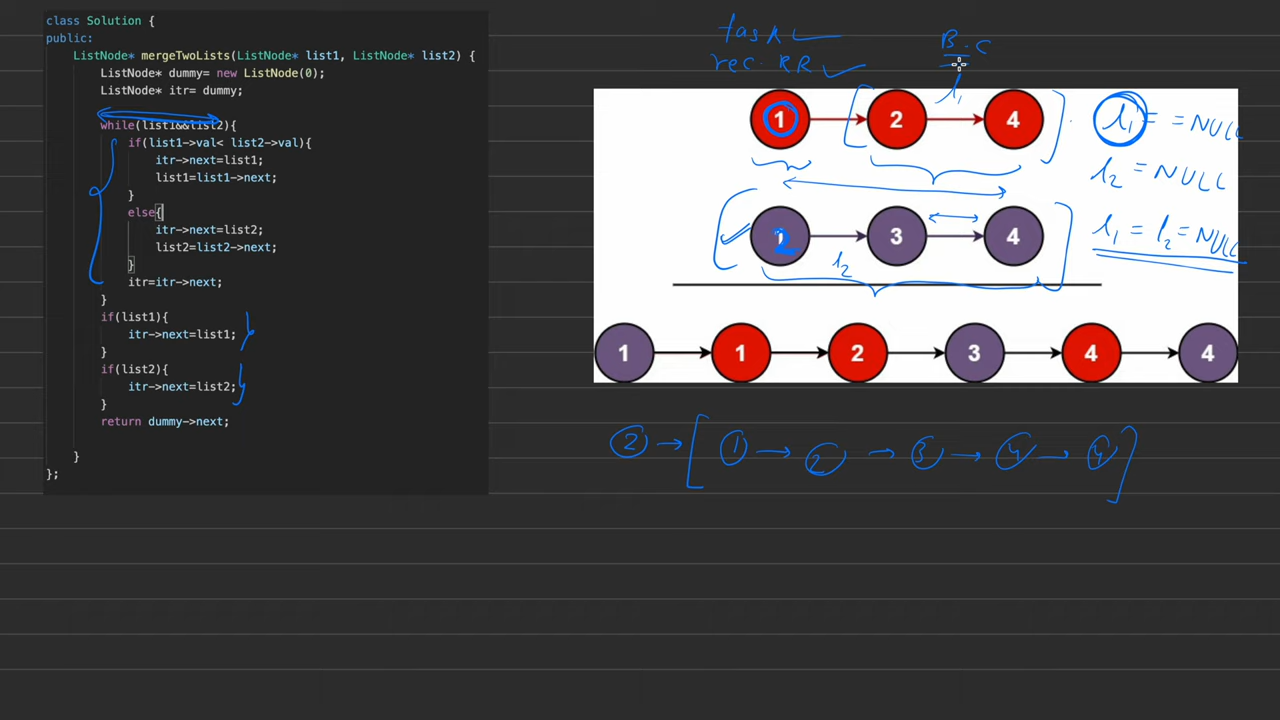 class Solution {
public:
ListNode* mergeTwoLists(ListNode* list1, ListNode* list2) {
ListNode* dummy= new ListNode(0);
ListNode* itr= dummy;
while(list1&&list2){
if(list1->val< list2->val){
itr->next=list1;
list1=list1->next;
}
else{
itr->next=list2;
list2=list2->next;
}
itr=itr->next;
}
if(list1){
itr->next=list1;
}
if(list2){
itr->next=list2;
}
return dummy->next;
}
};
task
rec. RR
B.C
l1
1 2 4
l1 = = NULL
l2 = NULL
2 3 4
l1 = l2 = NULL
l2
1 1 2 3 4 4
2 → [ 1 → 2 → 3 → 4 → 4 ]